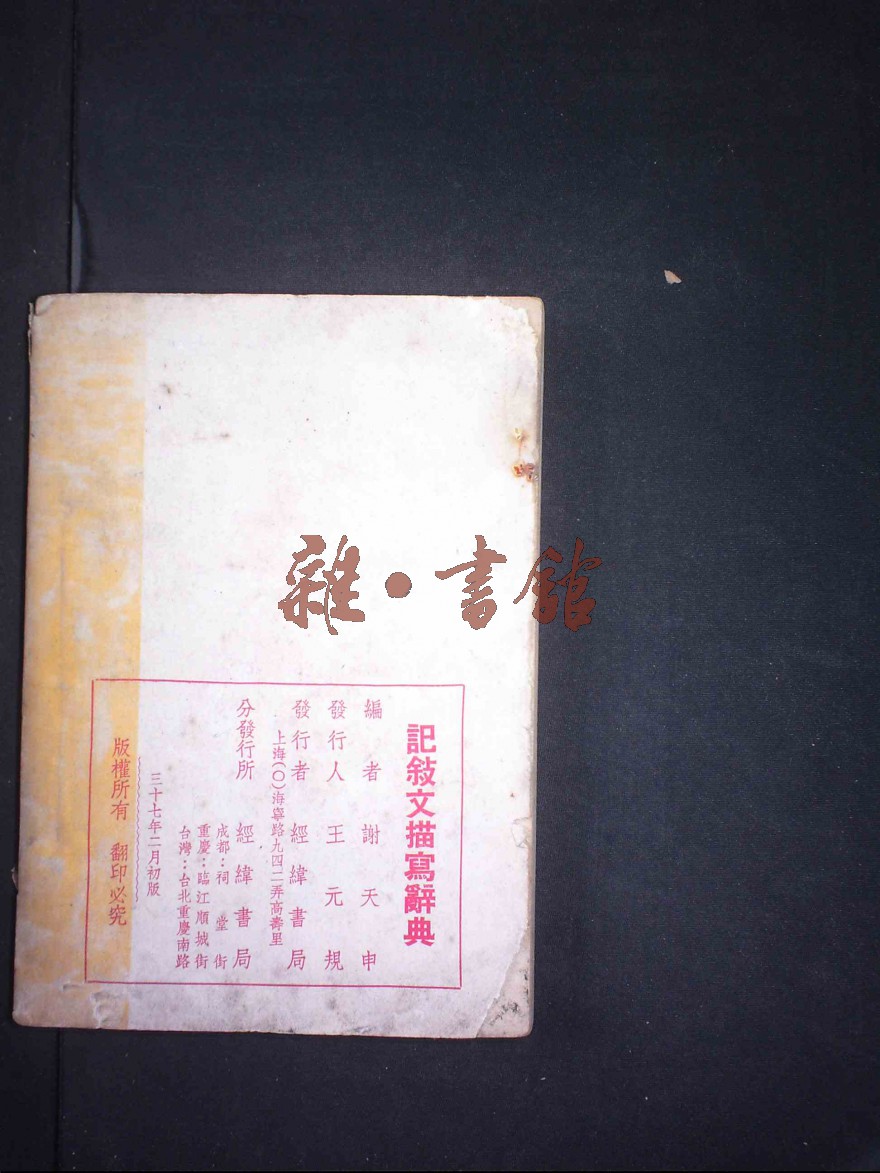 雜·書館
記敍文描寫辭典
編者 謝天申
發行人 王元規
發行者 經緯書局
上海(〇)海寧路九四二弄高壽里
分發行所 經緯書局
成都:祠堂街
重慶:臨江順城街
台灣:台北重慶南路
三十七年二月初版
版權所有 翻印必究